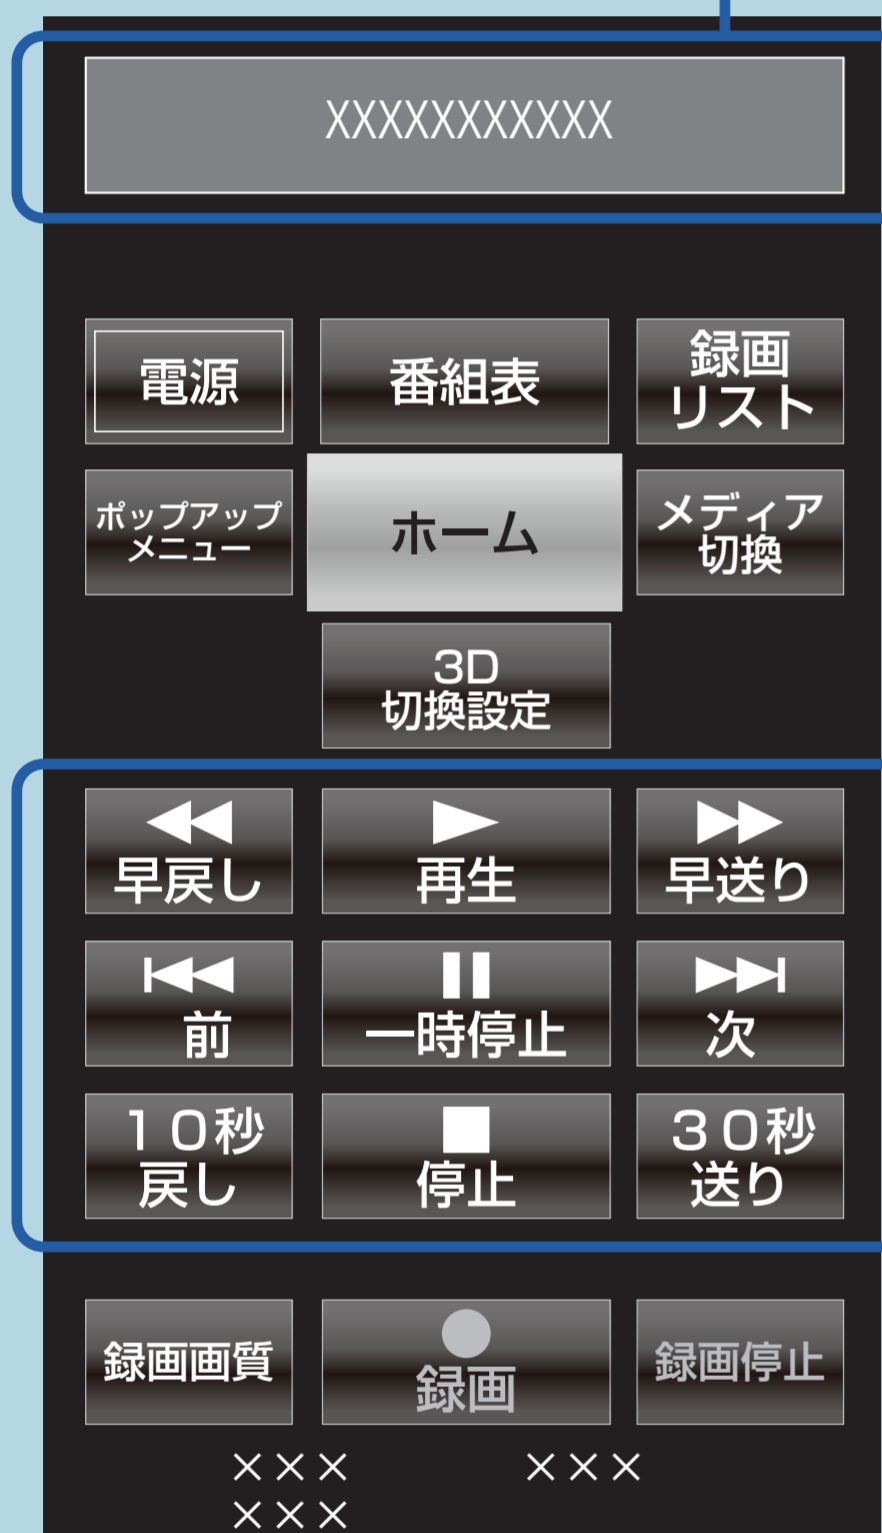 XXXXXXXXXXX
電源
番組表
録画
リスト
ポップアップ
メニュー
ホーム
メディア
切換
3D
切換設定
早戻し
再生
早送り
前
一時停止
次
１０秒
戻し
停止
３０秒
送り
録画画質
録画
録画停止
××× ×××
×××